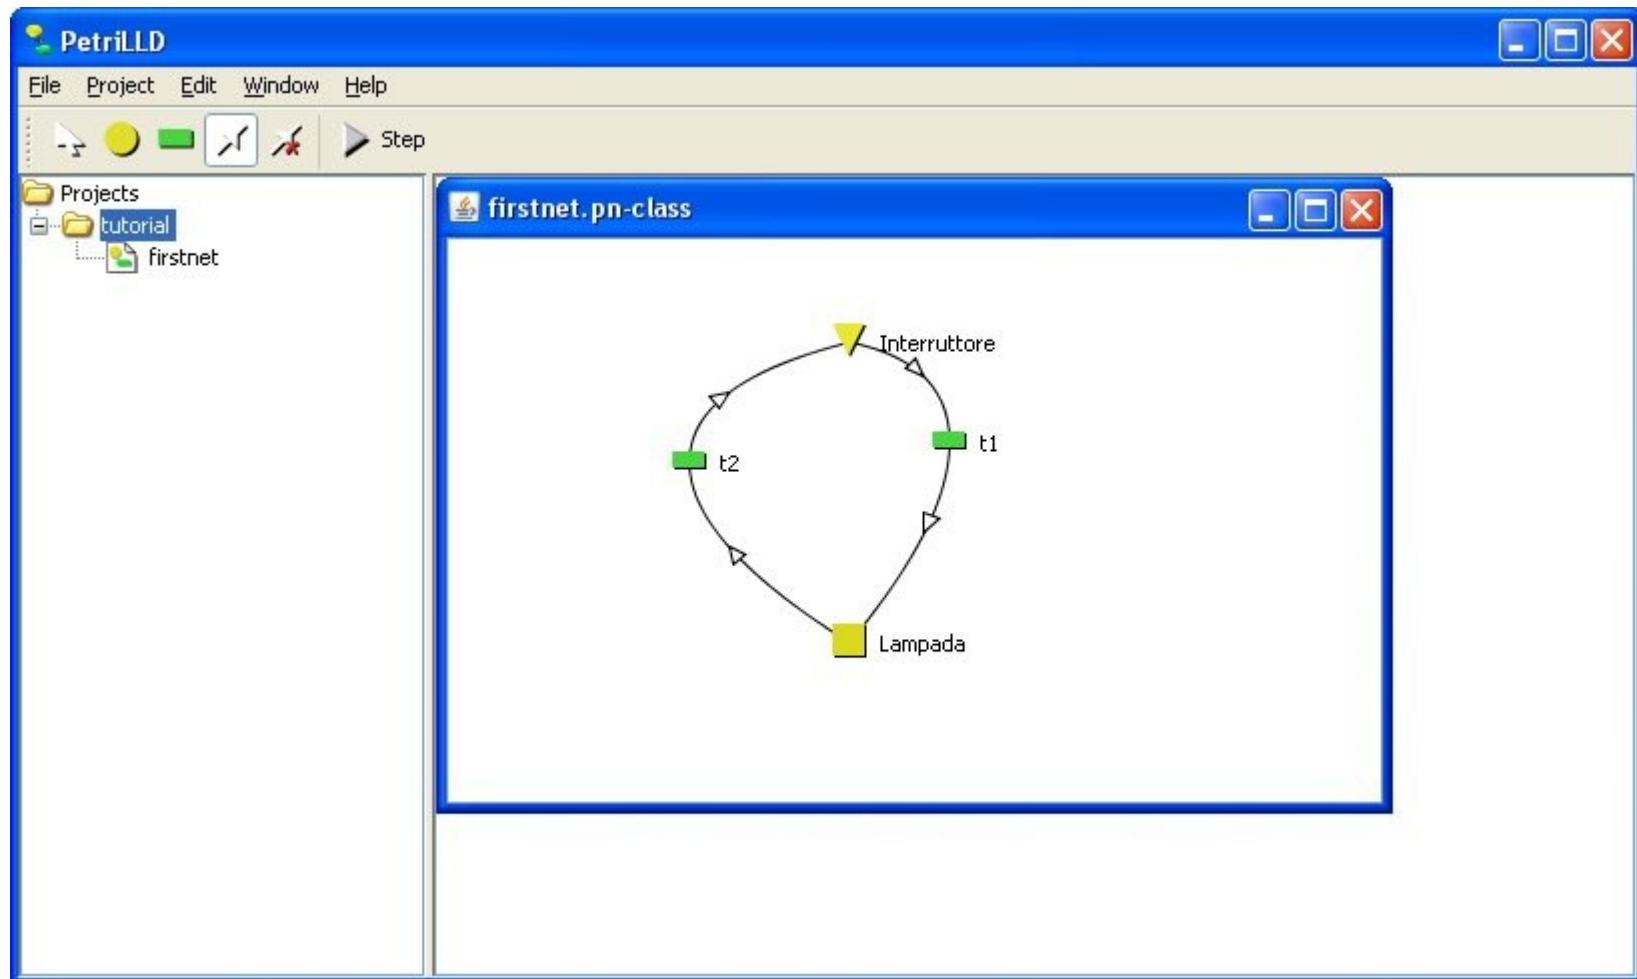 PetriLLD
File Project Edit Window Help
Step
Projects
tutorial
firstnet
firstnet.pn-class
Interruttore
t1
t2
Lampada